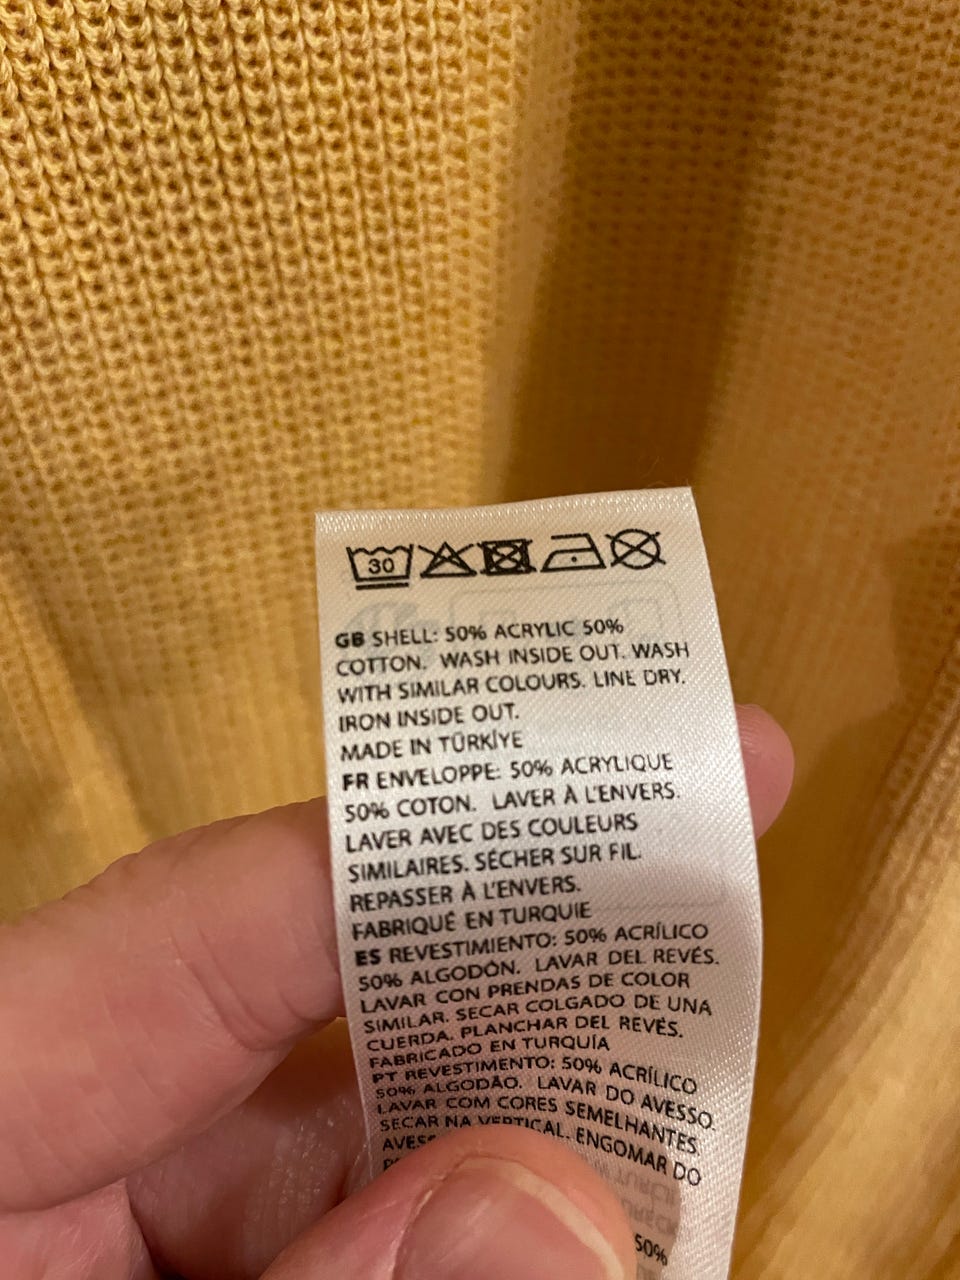 30
GB SHELL: 50% ACRYLIC 50%
COTTON. WASH INSIDE OUT. WASH
WITH SIMILAR COLOURS. LINE DRY.
IRON INSIDE OUT.
MADE IN TÜRKİYE
FR ENVELOPPE: 50% ACRYLIQUE
50% COTON. LAVER À L'ENVERS.
LAVER AVEC DES COULEURS
SIMILAIRES. SÉCHER SUR FIL.
REPASSER À L'ENVERS.
FABRIQUÉ EN TURQUIE
ES REVESTIMIENTO: 50% ACRÍLICO
50% ALGODÓN. LAVAR DEL REVÉS.
LAVAR CON PRENDAS DE COLOR
SIMILAR. SECAR COLGADO DE UNA
CUERDA. PLANCHAR DEL REVÉS.
FABRICADO EN TURQUÍA
PT REVESTIMENTO: 50% ACRÍLICO
50% ALGODÃO. LAVAR DO AVESSO.
LAVAR COM CORES SEMELHANTES.
SECAR NA VERTICAL. ENGOMAR DO
50%